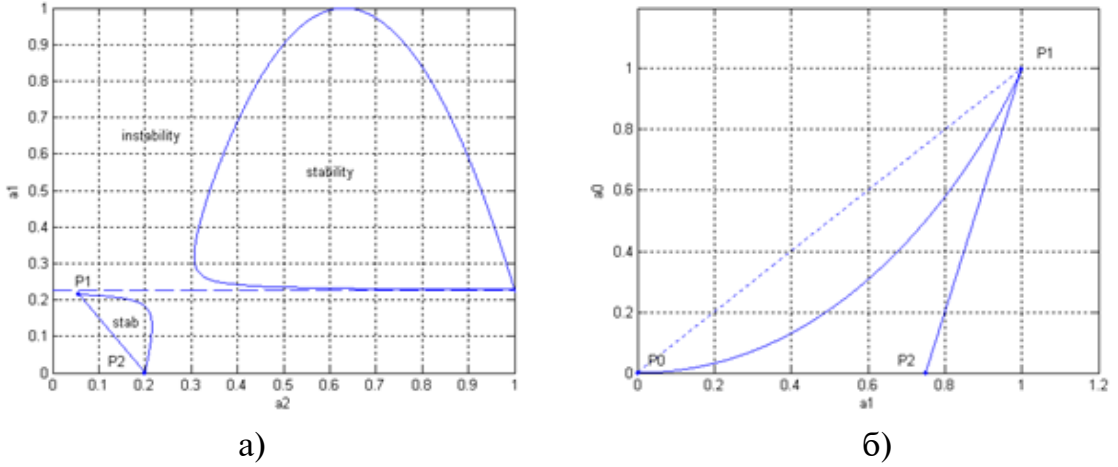 1
0.9
0.8
0.7
0.6
0.5
0.4
0.3
0.2
0.1
0
a1
instability
stability
P1
stab
P2
0 0.1 0.2 0.3 0.4 0.5 0.6 0.7 0.8 0.9 1
a2
а)
1
0.8
0.6
0.4
0.2
0
a0
P1
P0
P2
0 0.2 0.4 0.6 0.8 1 1.2
a1
б)